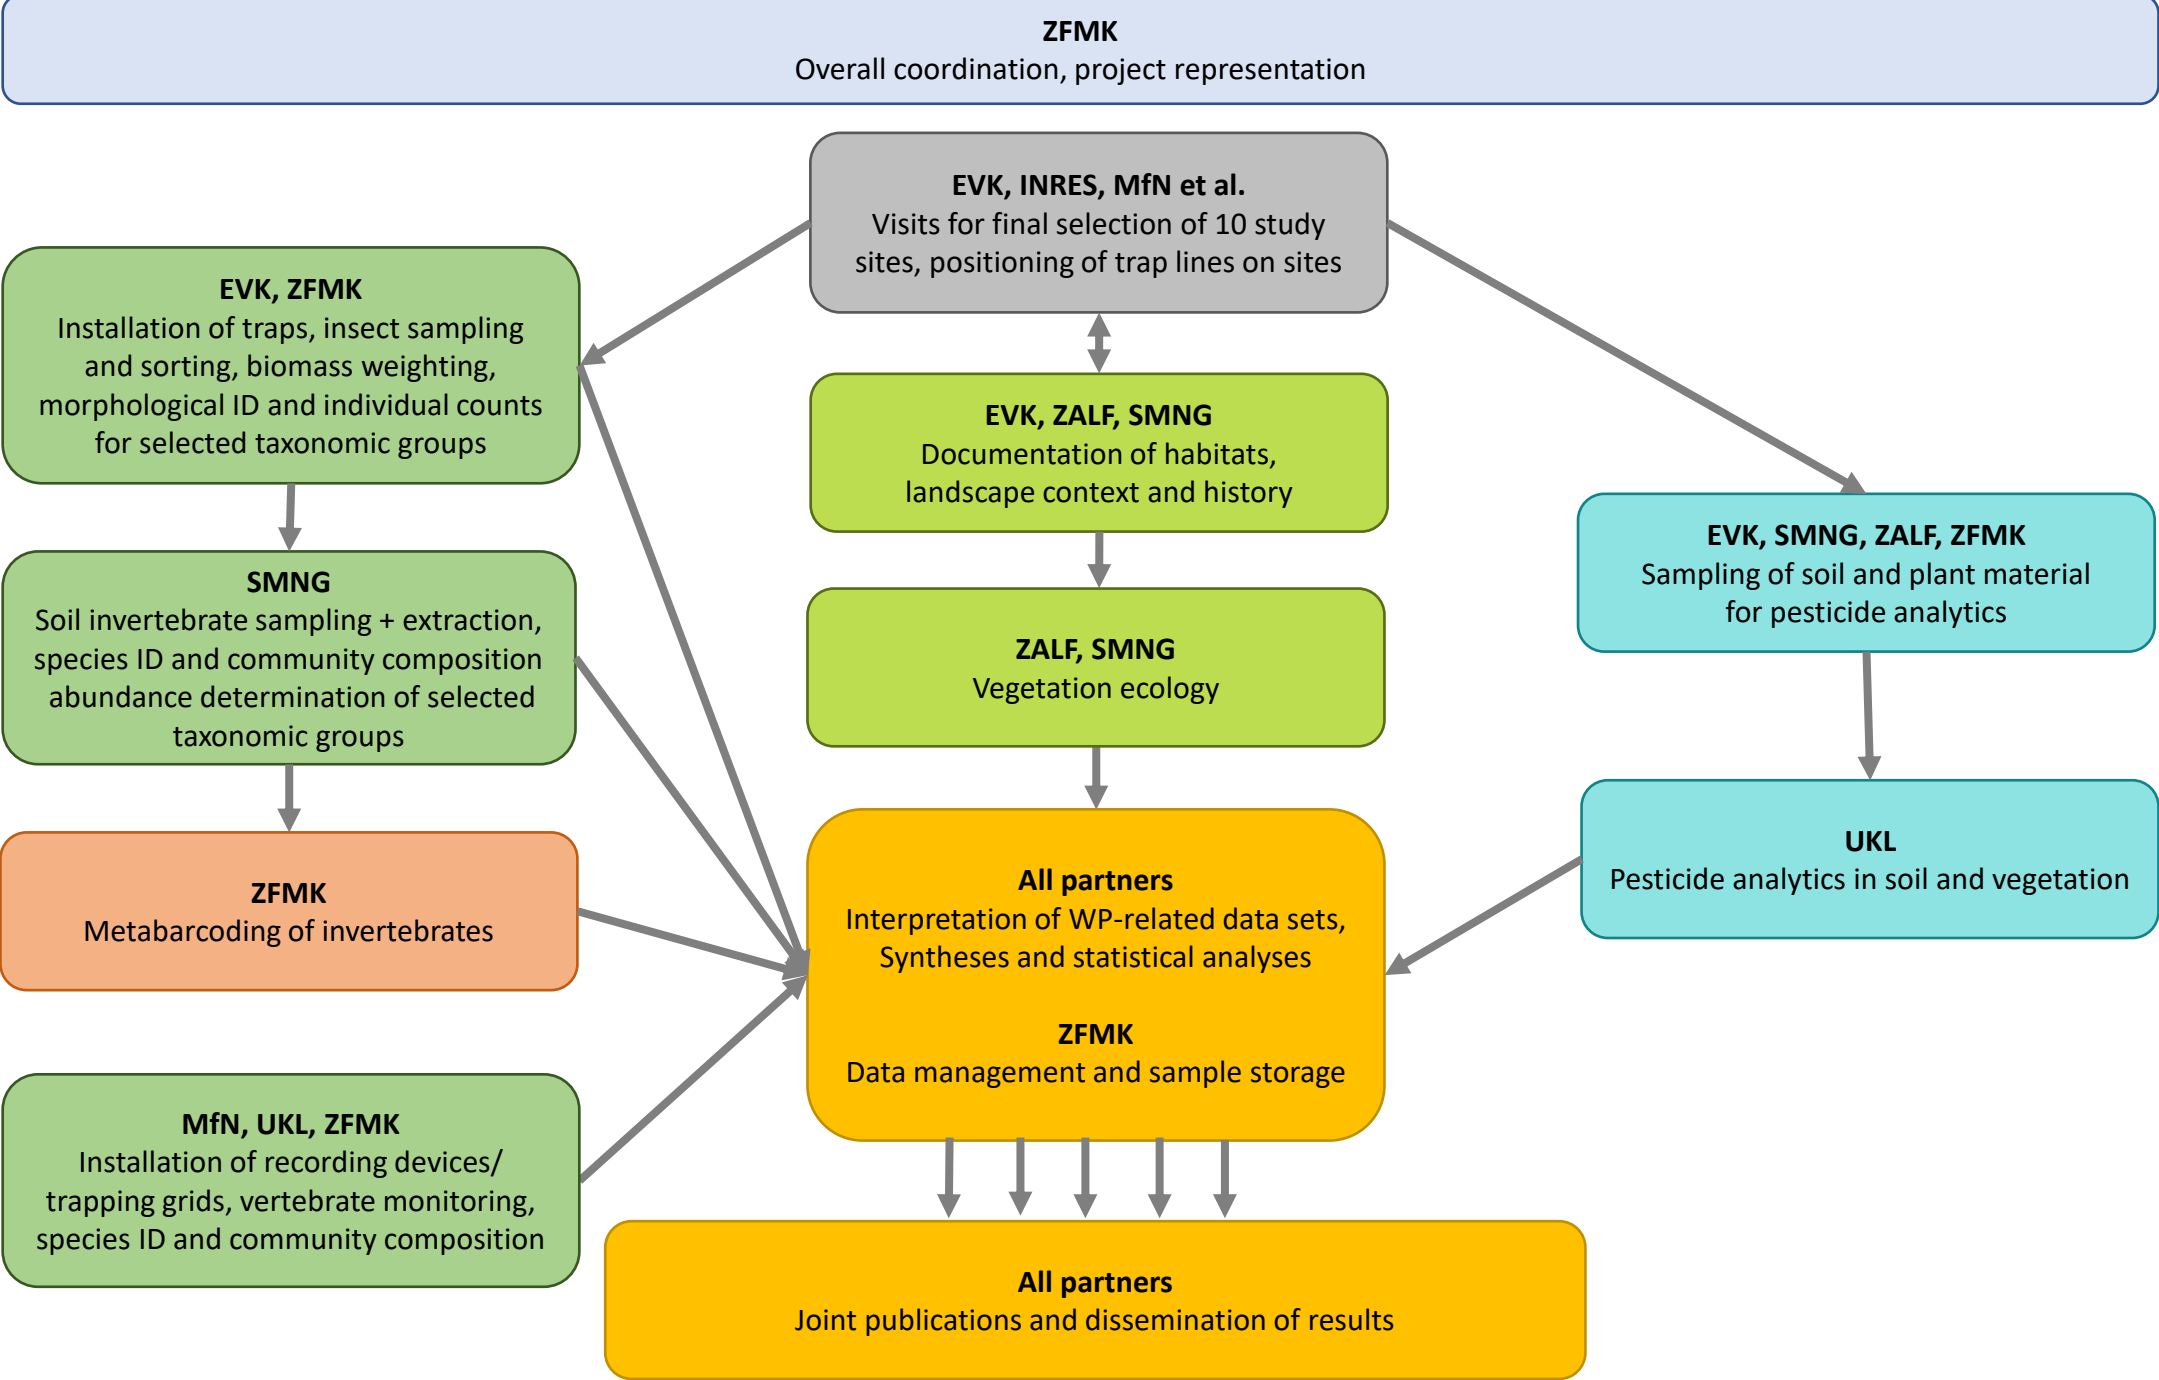 ZFMK
Overall coordination, project representation
EVK, INRES, MfN et al.
Visits for final selection of 10 study
sites, positioning of trap lines on sites
EVK, ZFMK
Installation of traps, insect sampling
and sorting, biomass weighting,
morphological ID and individual counts
for selected taxonomic groups
EVK, ZALF, SMNG
Documentation of habitats,
landscape context and history
EVK, SMNG, ZALF, ZFMK
Sampling of soil and plant material
for pesticide analytics
SMNG
Soil invertebrate sampling + extraction,
species ID and community composition
abundance determination of selected
taxonomic groups
ZALF, SMNG
Vegetation ecology
UKL
Pesticide analytics in soil and vegetation
ZFMK
Metabarcoding of invertebrates
All partners
Interpretation of WP-related data sets,
Syntheses and statistical analyses
ZFMK
Data management and sample storage
MfN, UKL, ZFMK
Installation of recording devices/
trapping grids, vertebrate monitoring,
species ID and community composition
All partners
Joint publications and dissemination of results